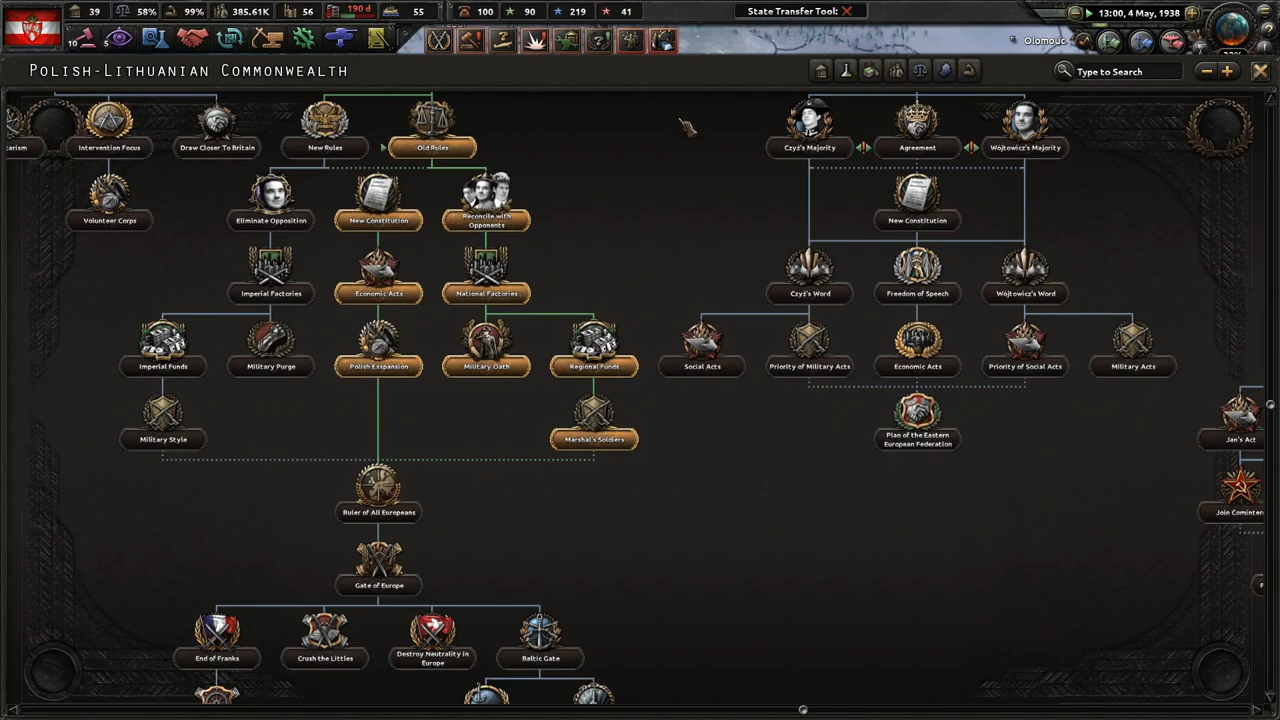 39 58% 99% 385.61K 56 190 d 55 100 90 219 41 State Transfer Tool: 13:00, 4 May, 1938
10 5 Olomouc
POLISH-LITHUANIAN COMMONWEALTH Type to Search
tarism Intervention Focus Draw Closer To Britain New Rules Old Rules Czyż's Majority Agreement Wójtowicz's Majority
Volunteer Corps Eliminate Opposition New Constitution Reconcile with
Opponents
New Constitution
Imperial Factories Economic Acts National Factories Czyż's Word Freedom of Speech Wójtowicz's Word
Imperial Funds Military Purge Polish Exspansion Military Oath Regional Funds Social Acts Priority of Military Acts Economic Acts Priority of Social Acts Military Acts
Military Style Marshal's Soldiers Plan of the Eastern
European Federation
Jan's Act
Ruler of All Europeans Join Comintern
Gate of Europe
End of Franks Crush the Littles Destroy Neutrality in
Europe
Baltic Gate